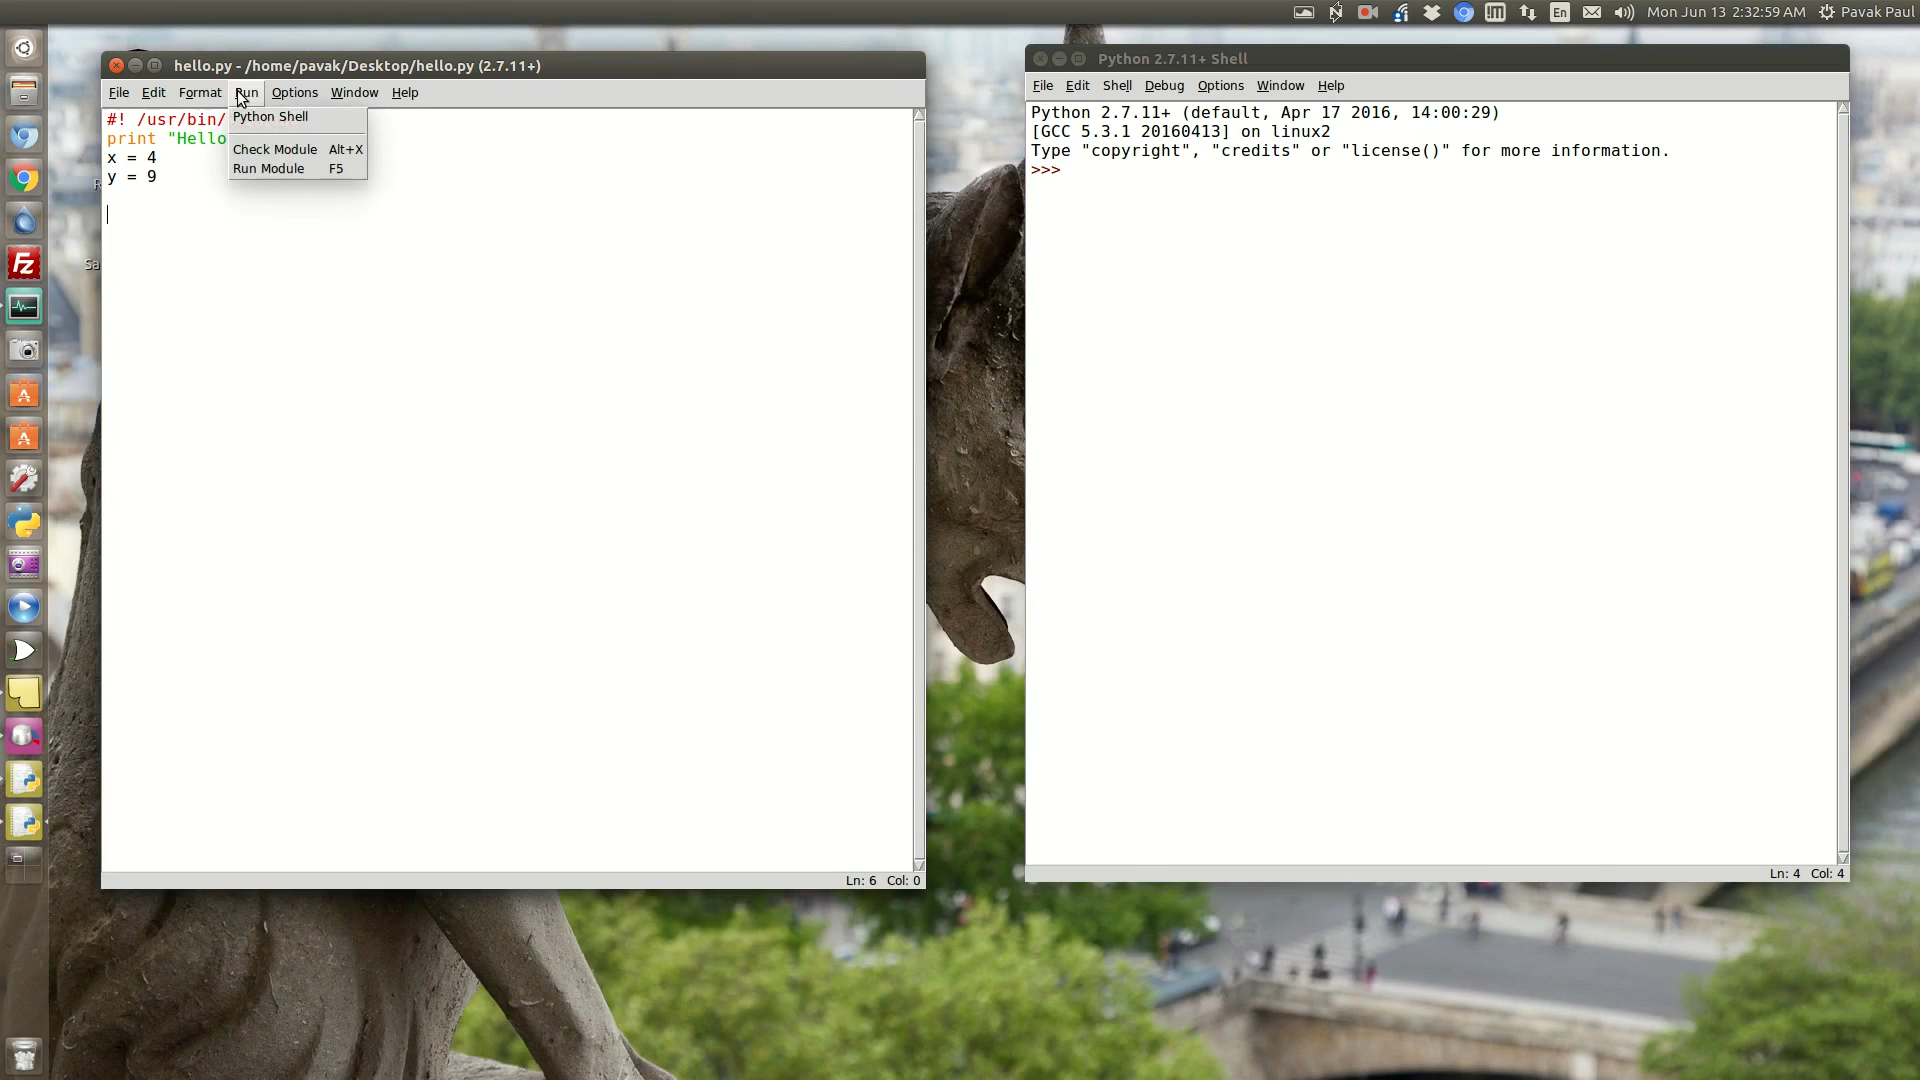 Mon Jun 13 2:32:59 AM Pavak Paul
En
hello.py - /home/pavak/Desktop/hello.py (2.7.11+)
File Edit Format Run Options Window Help
Python Shell
Check Module Alt+X
Run Module F5
#! /usr/bin/
print "Hello
x = 4
y = 9
Ln: 6 Col: 0
Python 2.7.11+ Shell
File Edit Shell Debug Options Window Help
Python 2.7.11+ (default, Apr 17 2016, 14:00:29)
[GCC 5.3.1 20160413] on linux2
Type "copyright", "credits" or "license()" for more information.
>>>
Ln: 4 Col: 4
Fz
Sa